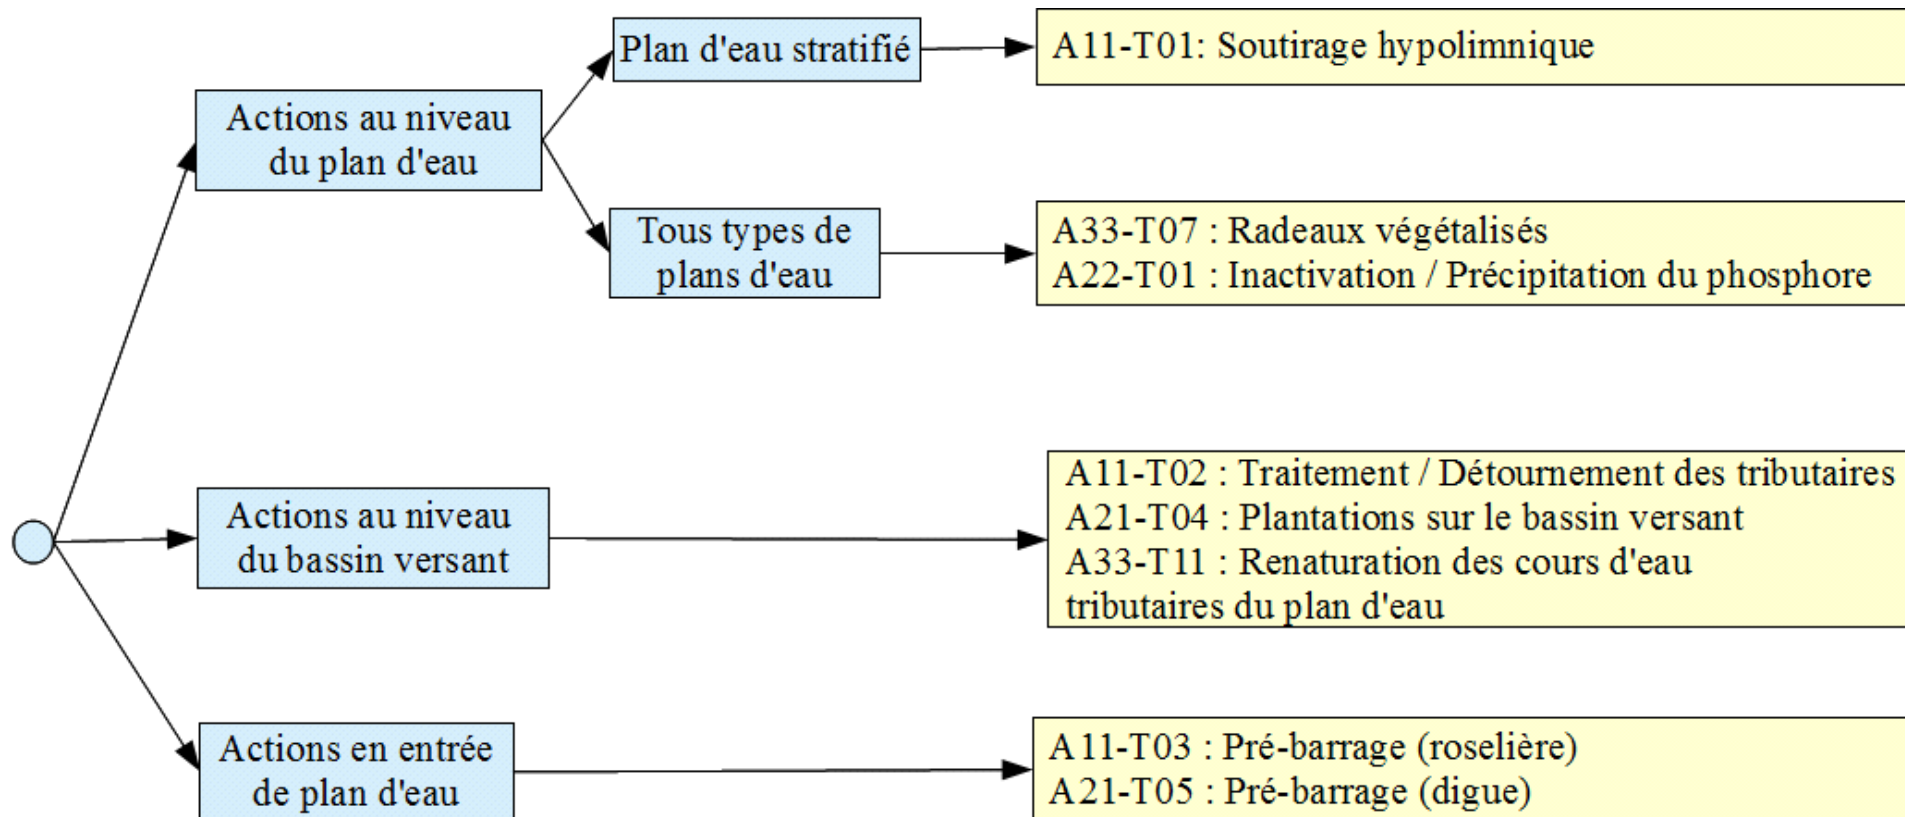 Plan d'eau stratifié
A11-T01: Soutirage hypolimnique
Actions au niveau
du plan d'eau
Tous types de
plans d'eau
A33-T07 : Radeaux végétalisés
A22-T01 : Inactivation / Précipitation du phosphore
Actions au niveau
du bassin versant
A11-T02 : Traitement / Détournement des tributaires
A21-T04 : Plantations sur le bassin versant
A33-T11 : Renaturation des cours d'eau
tributaires du plan d'eau
Actions en entrée
de plan d'eau
A11-T03 : Pré-barrage (roselière)
A21-T05 : Pré-barrage (digue)